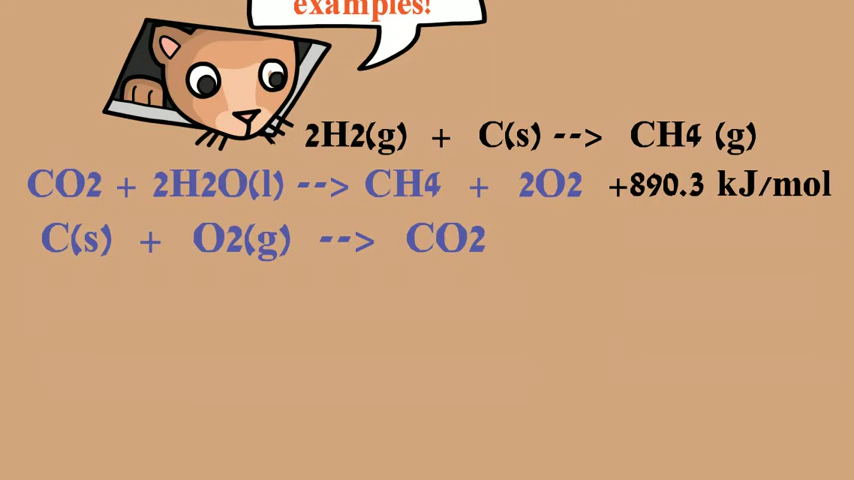 examples!
2H2(g) + C(s) --> CH4 (g)
CO2 + 2H2O(l) --> CH4 + 2O2 +890.3 kJ/mol
C(s) + O2(g) --> CO2